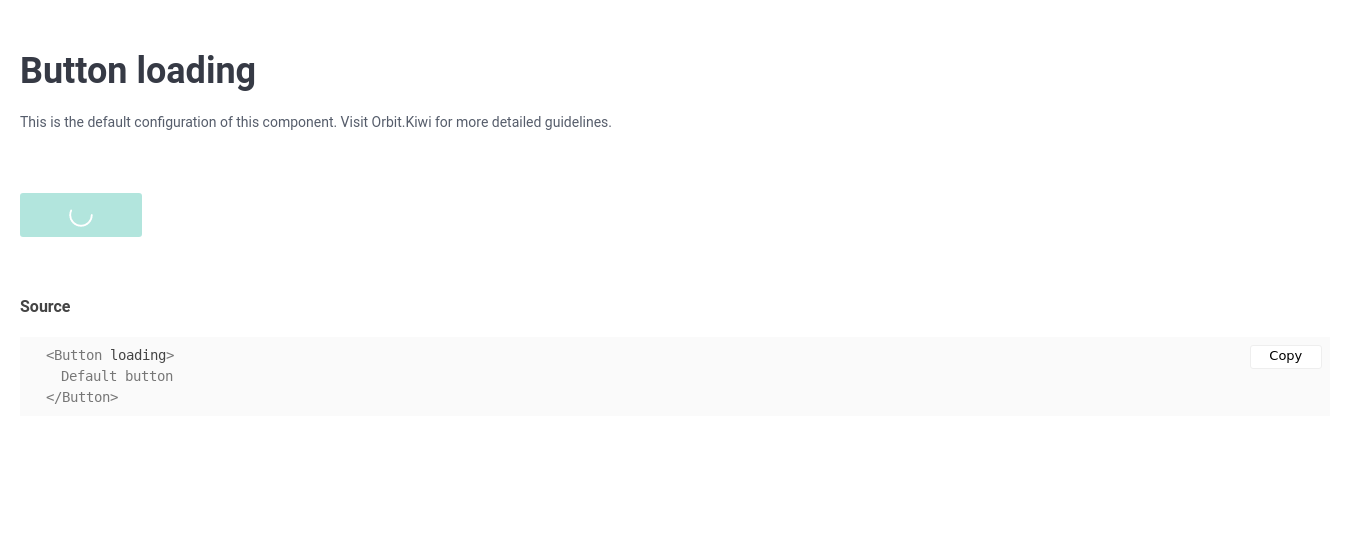 Button loading
This is the default configuration of this component. Visit Orbit.Kiwi for more detailed guidelines.
Source
<Button loading>
Copy
Default button
</Button>